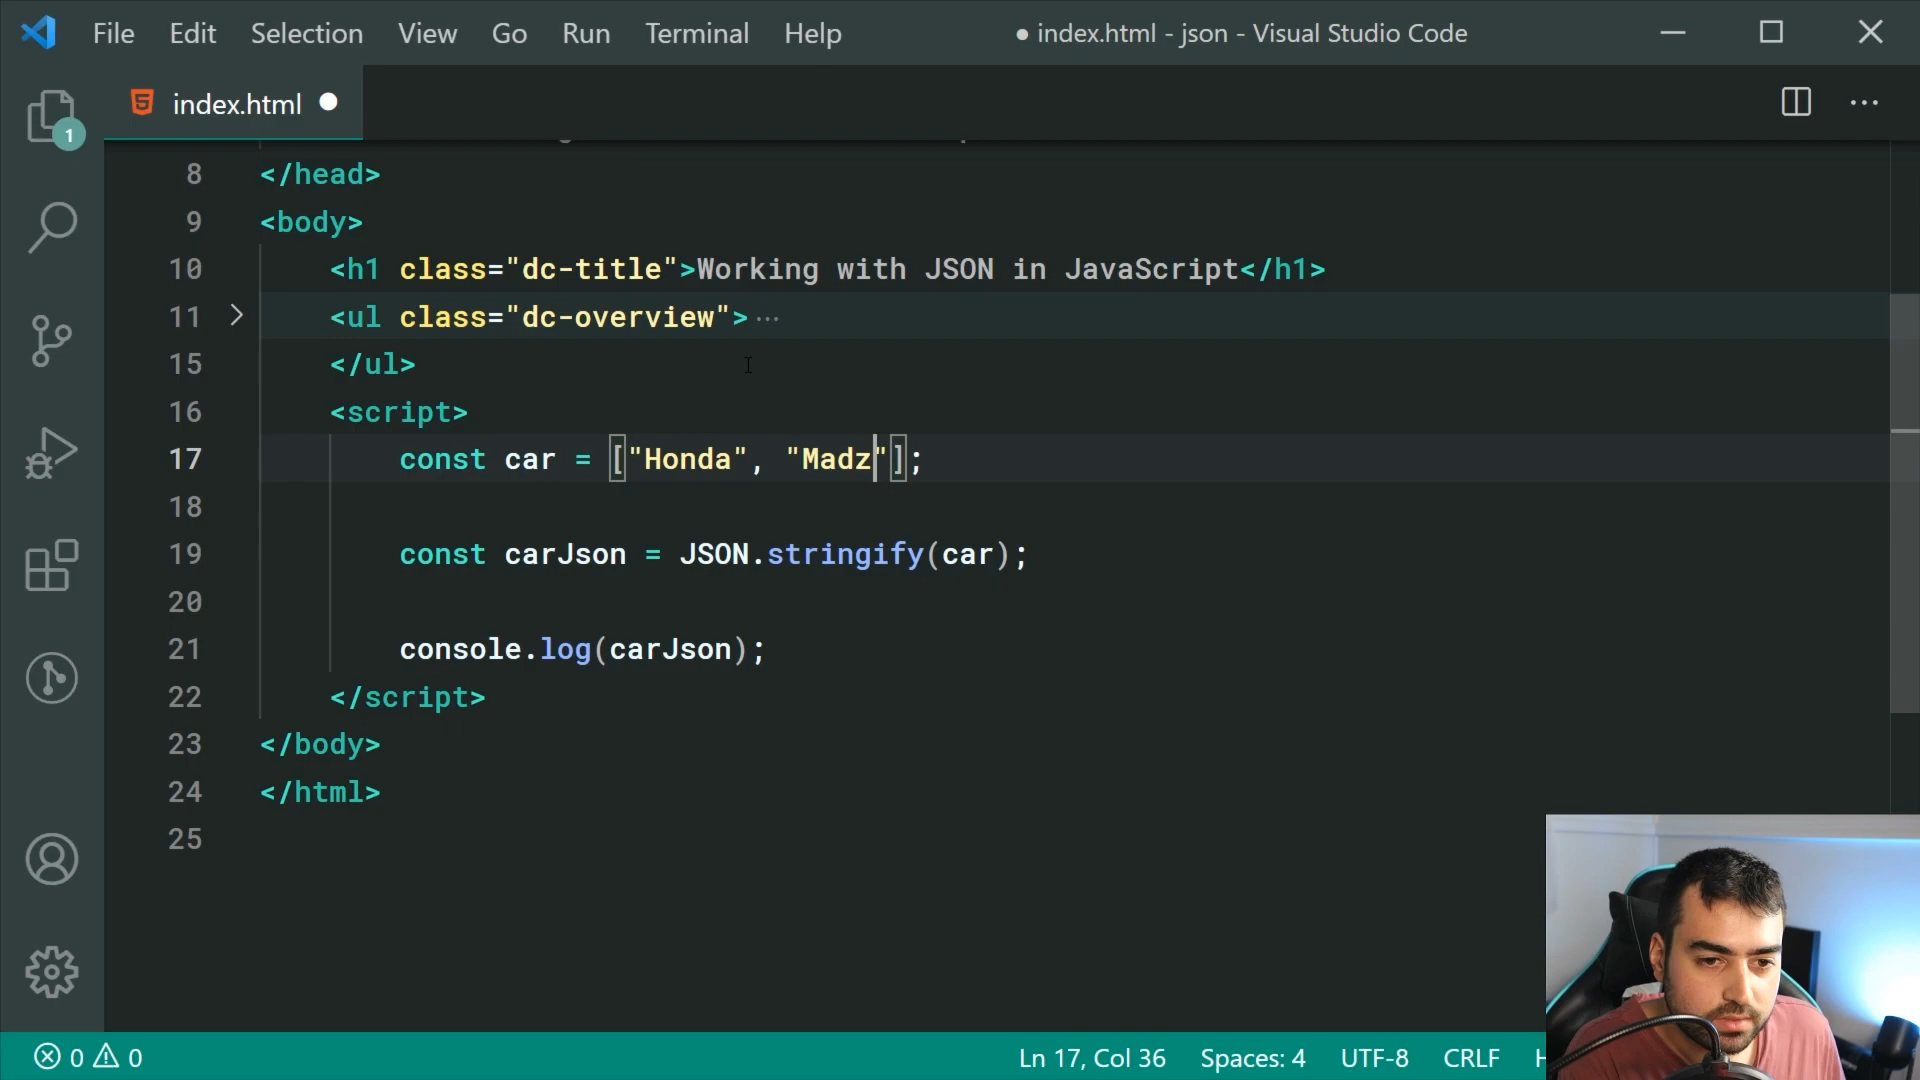 File Edit Selection View Go Run Terminal Help ● index.html - json - Visual Studio Code
index.html ●
1
8 </head>
9 <body>
10 <h1 class="dc-title">Working with JSON in JavaScript</h1>
11 <ul class="dc-overview">···
15 </ul>
16 <script>
17 const car = ["Honda", "Madz"];
18
19 const carJson = JSON.stringify(car);
20
21 console.log(carJson);
22 </script>
23 </body>
24 </html>
25
0 0 Ln 17, Col 36 Spaces: 4 UTF-8 CRLF